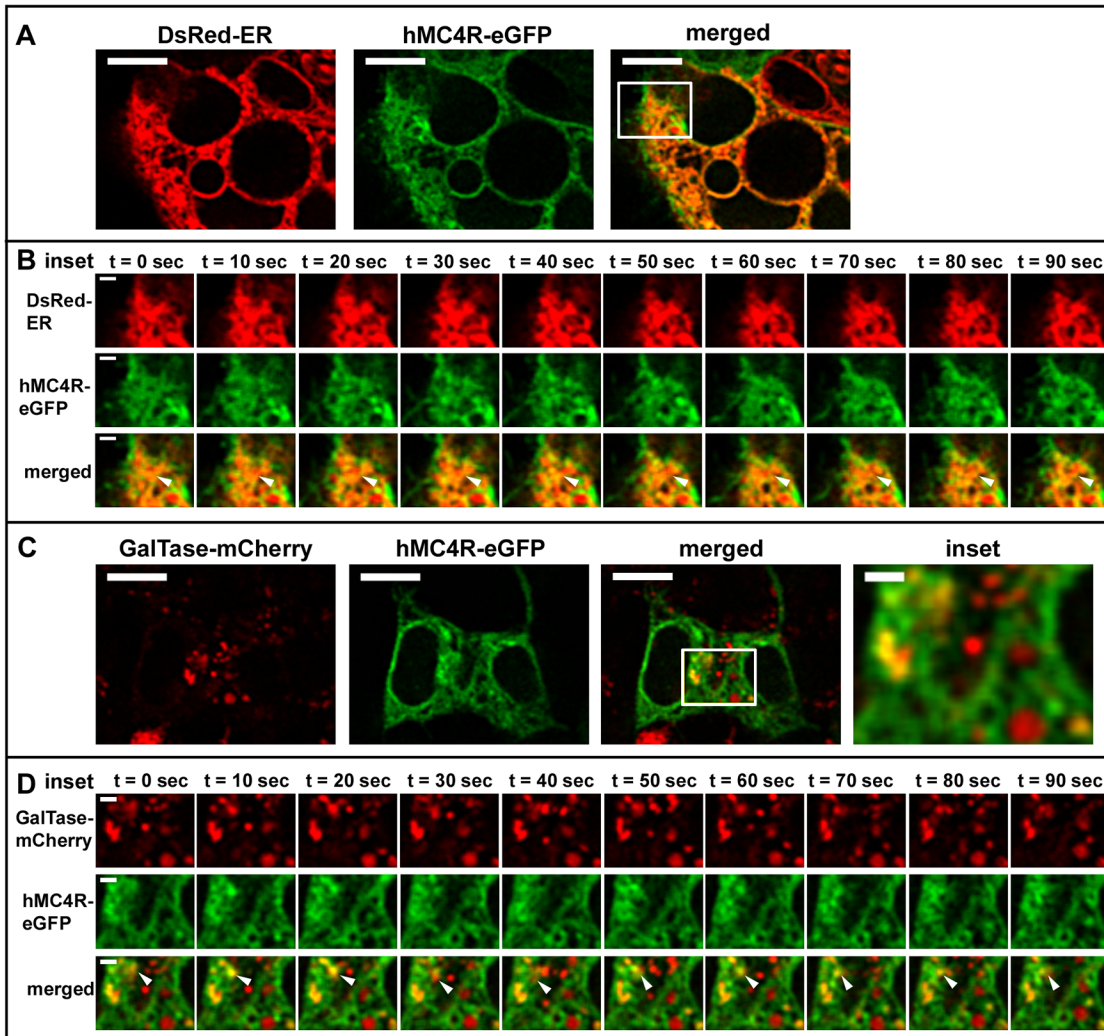 A
DsRed-ER hMC4R-eGFP merged
B inset t = 0 sec t = 10 sec t = 20 sec t = 30 sec t = 40 sec t = 50 sec t = 60 sec t = 70 sec t = 80 sec t = 90 sec
DsRed-
ER
hMC4R-
eGFP
merged
C GalTase-mCherry hMC4R-eGFP merged inset
D inset t = 0 sec t = 10 sec t = 20 sec t = 30 sec t = 40 sec t = 50 sec t = 60 sec t = 70 sec t = 80 sec t = 90 sec
GalTase-
mCherry
hMC4R-
eGFP
merged